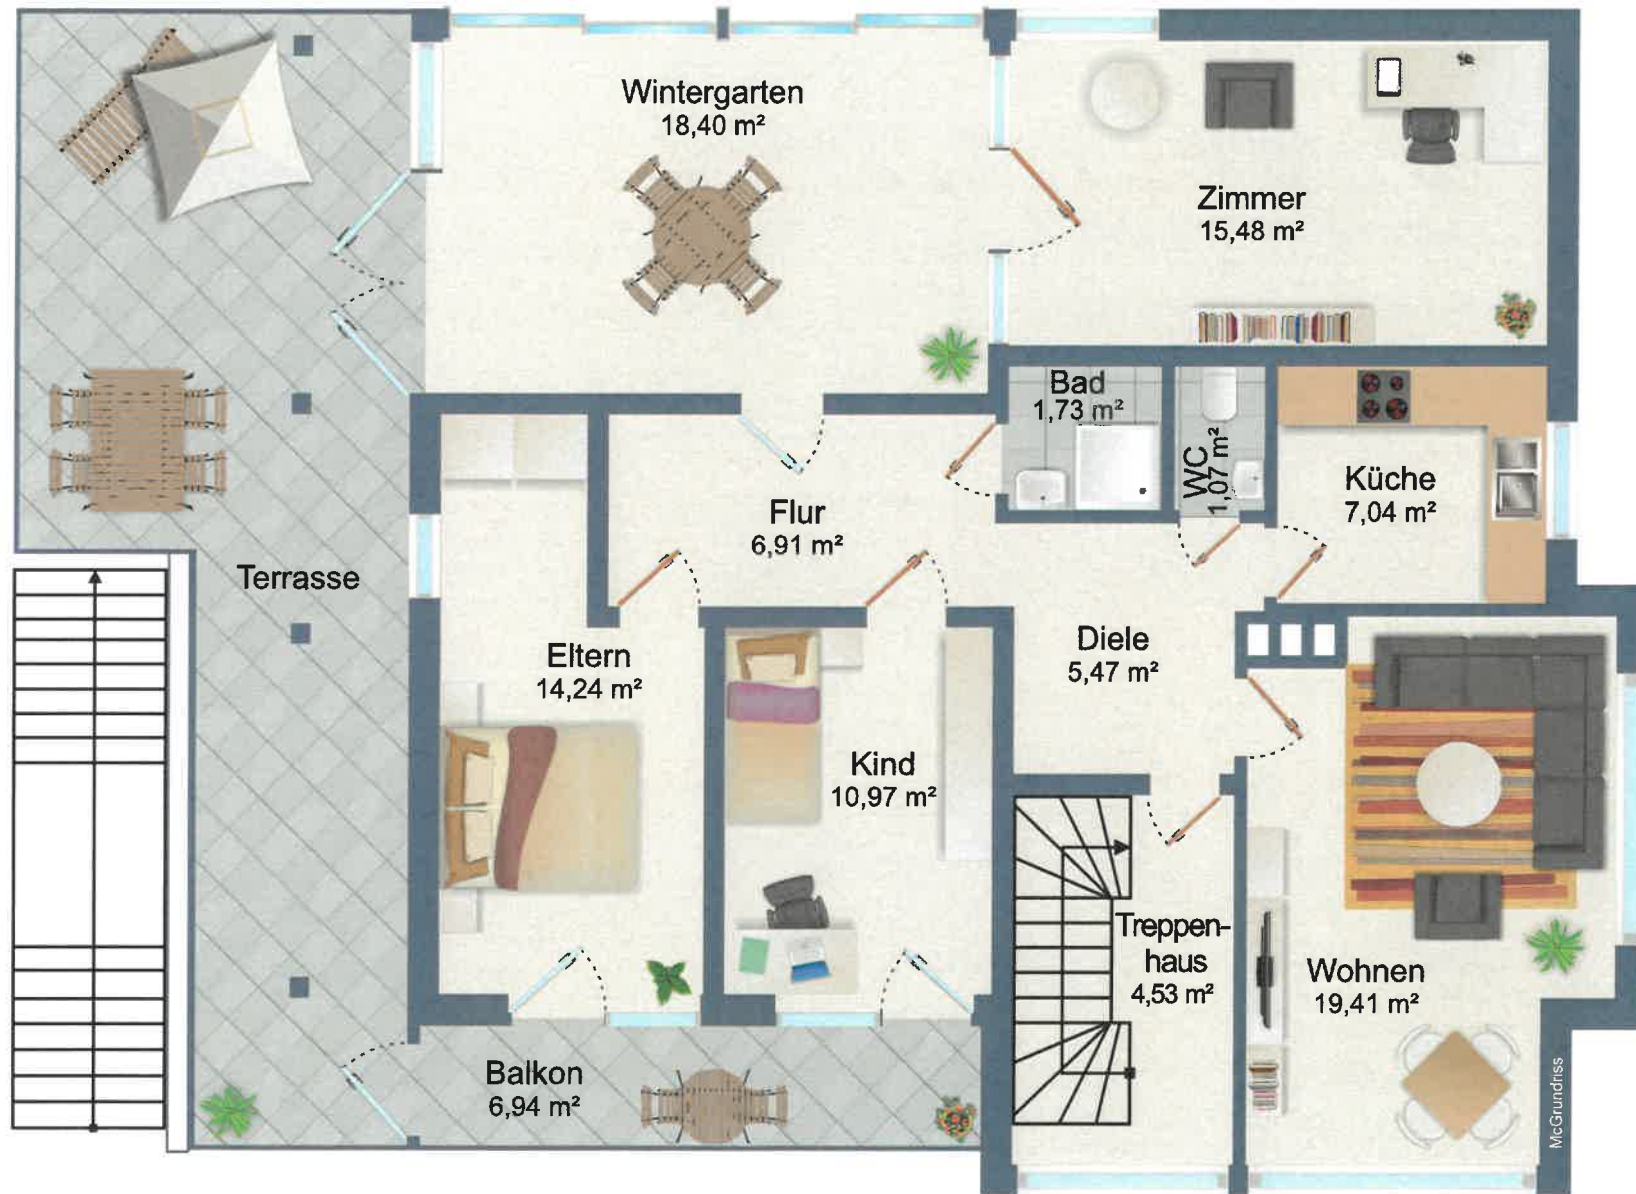 Wintergarten
18,40 m²
Zimmer
15,48 m²
Bad
1,73 m²
WC
1,07 m²
Küche
7,04 m²
Flur
6,91 m²
Terrasse
Eltern
14,24 m²
Diele
5,47 m²
Kind
10,97 m²
Treppen-
haus
4,53 m²
Wohnen
19,41 m²
Balkon
6,94 m²
McGrundriss